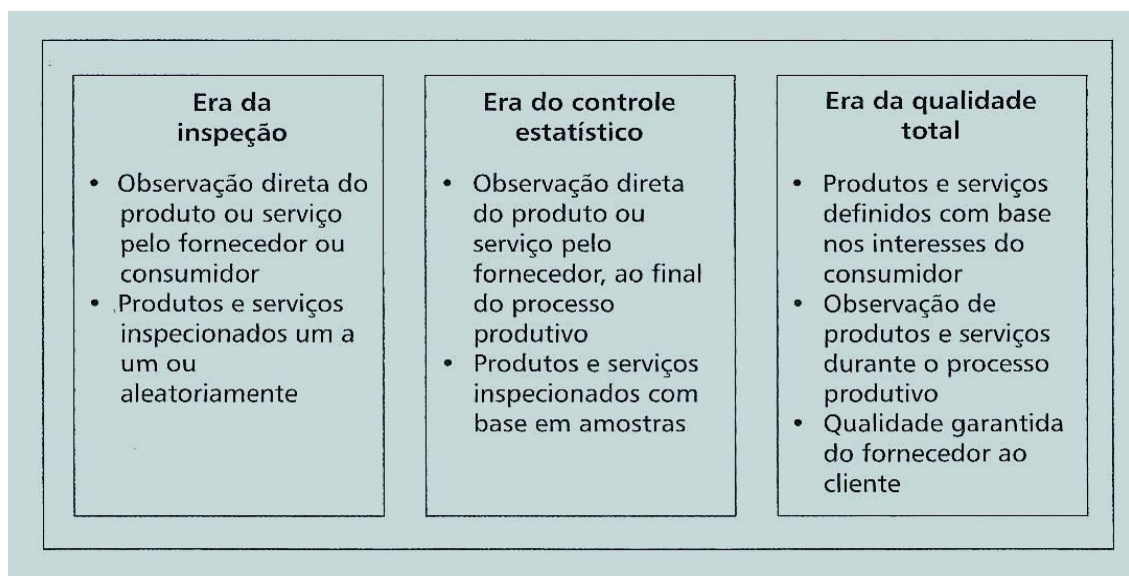 Era da
inspeção
• Observação direta do
produto ou serviço
pelo fornecedor ou
consumidor
• Produtos e serviços
inspecionados um a
um ou
aleatoriamente
Era do controle
estatístico
• Observação direta
do produto ou
serviço pelo
fornecedor, ao final
do processo
produtivo
• Produtos e serviços
inspecionados com
base em amostras
Era da qualidade
total
• Produtos e serviços
definidos com base
nos interesses do
consumidor
• Observação de
produtos e serviços
durante o processo
produtivo
• Qualidade garantida
do fornecedor ao
cliente